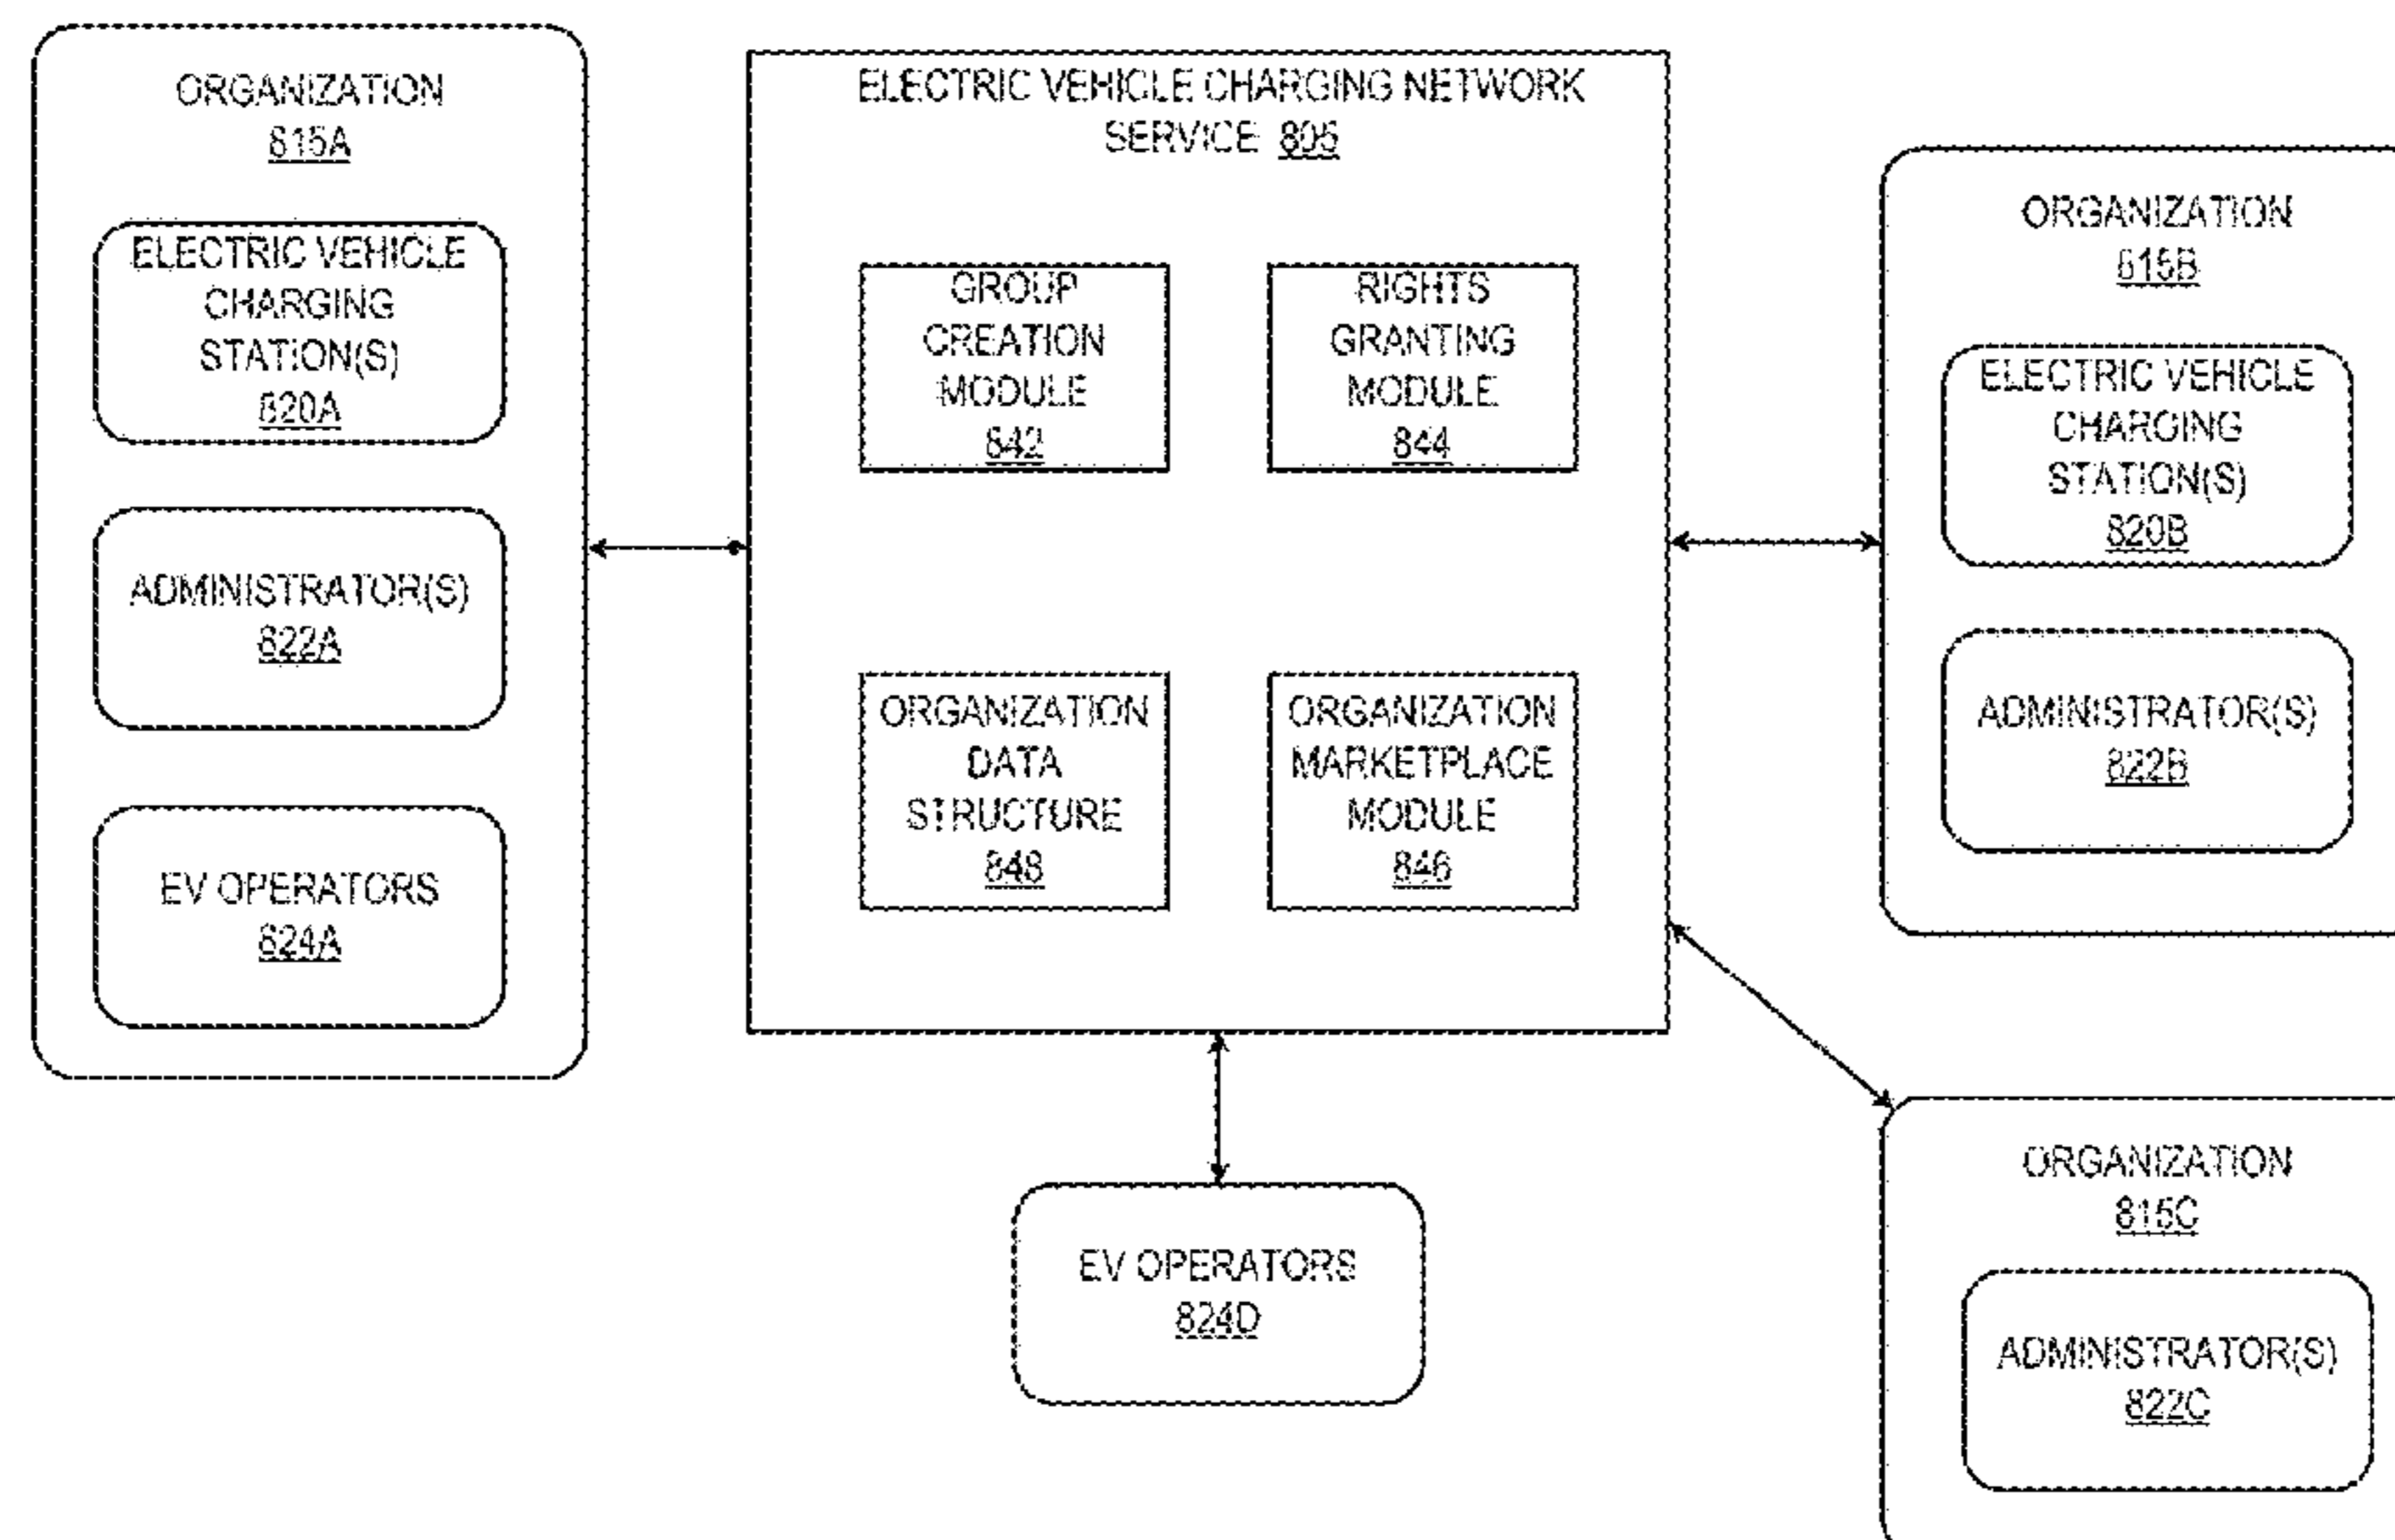 ORGANIZATION
815A
ELECTRIC VEHICLE
CHARGING
STATION(S)
820A
ADMINISTRATOR(S)
822A
EV OPERATORS
824A
ELECTRIC VEHICLE CHARGING NETWORK
SERVICE 805
GROUP
CREATION
MODULE
842
RIGHTS
GRANTING
MODULE
844
ORGANIZATION
DATA
STRUCTURE
848
ORGANIZATION
MARKETPLACE
MODULE
846
EV OPERATORS
824D
ORGANIZATION
815B
ELECTRIC VEHICLE
CHARGING
STATION(S)
820B
ADMINISTRATOR(S)
822B
ORGANIZATION
815C
ADMINISTRATOR(S)
822C